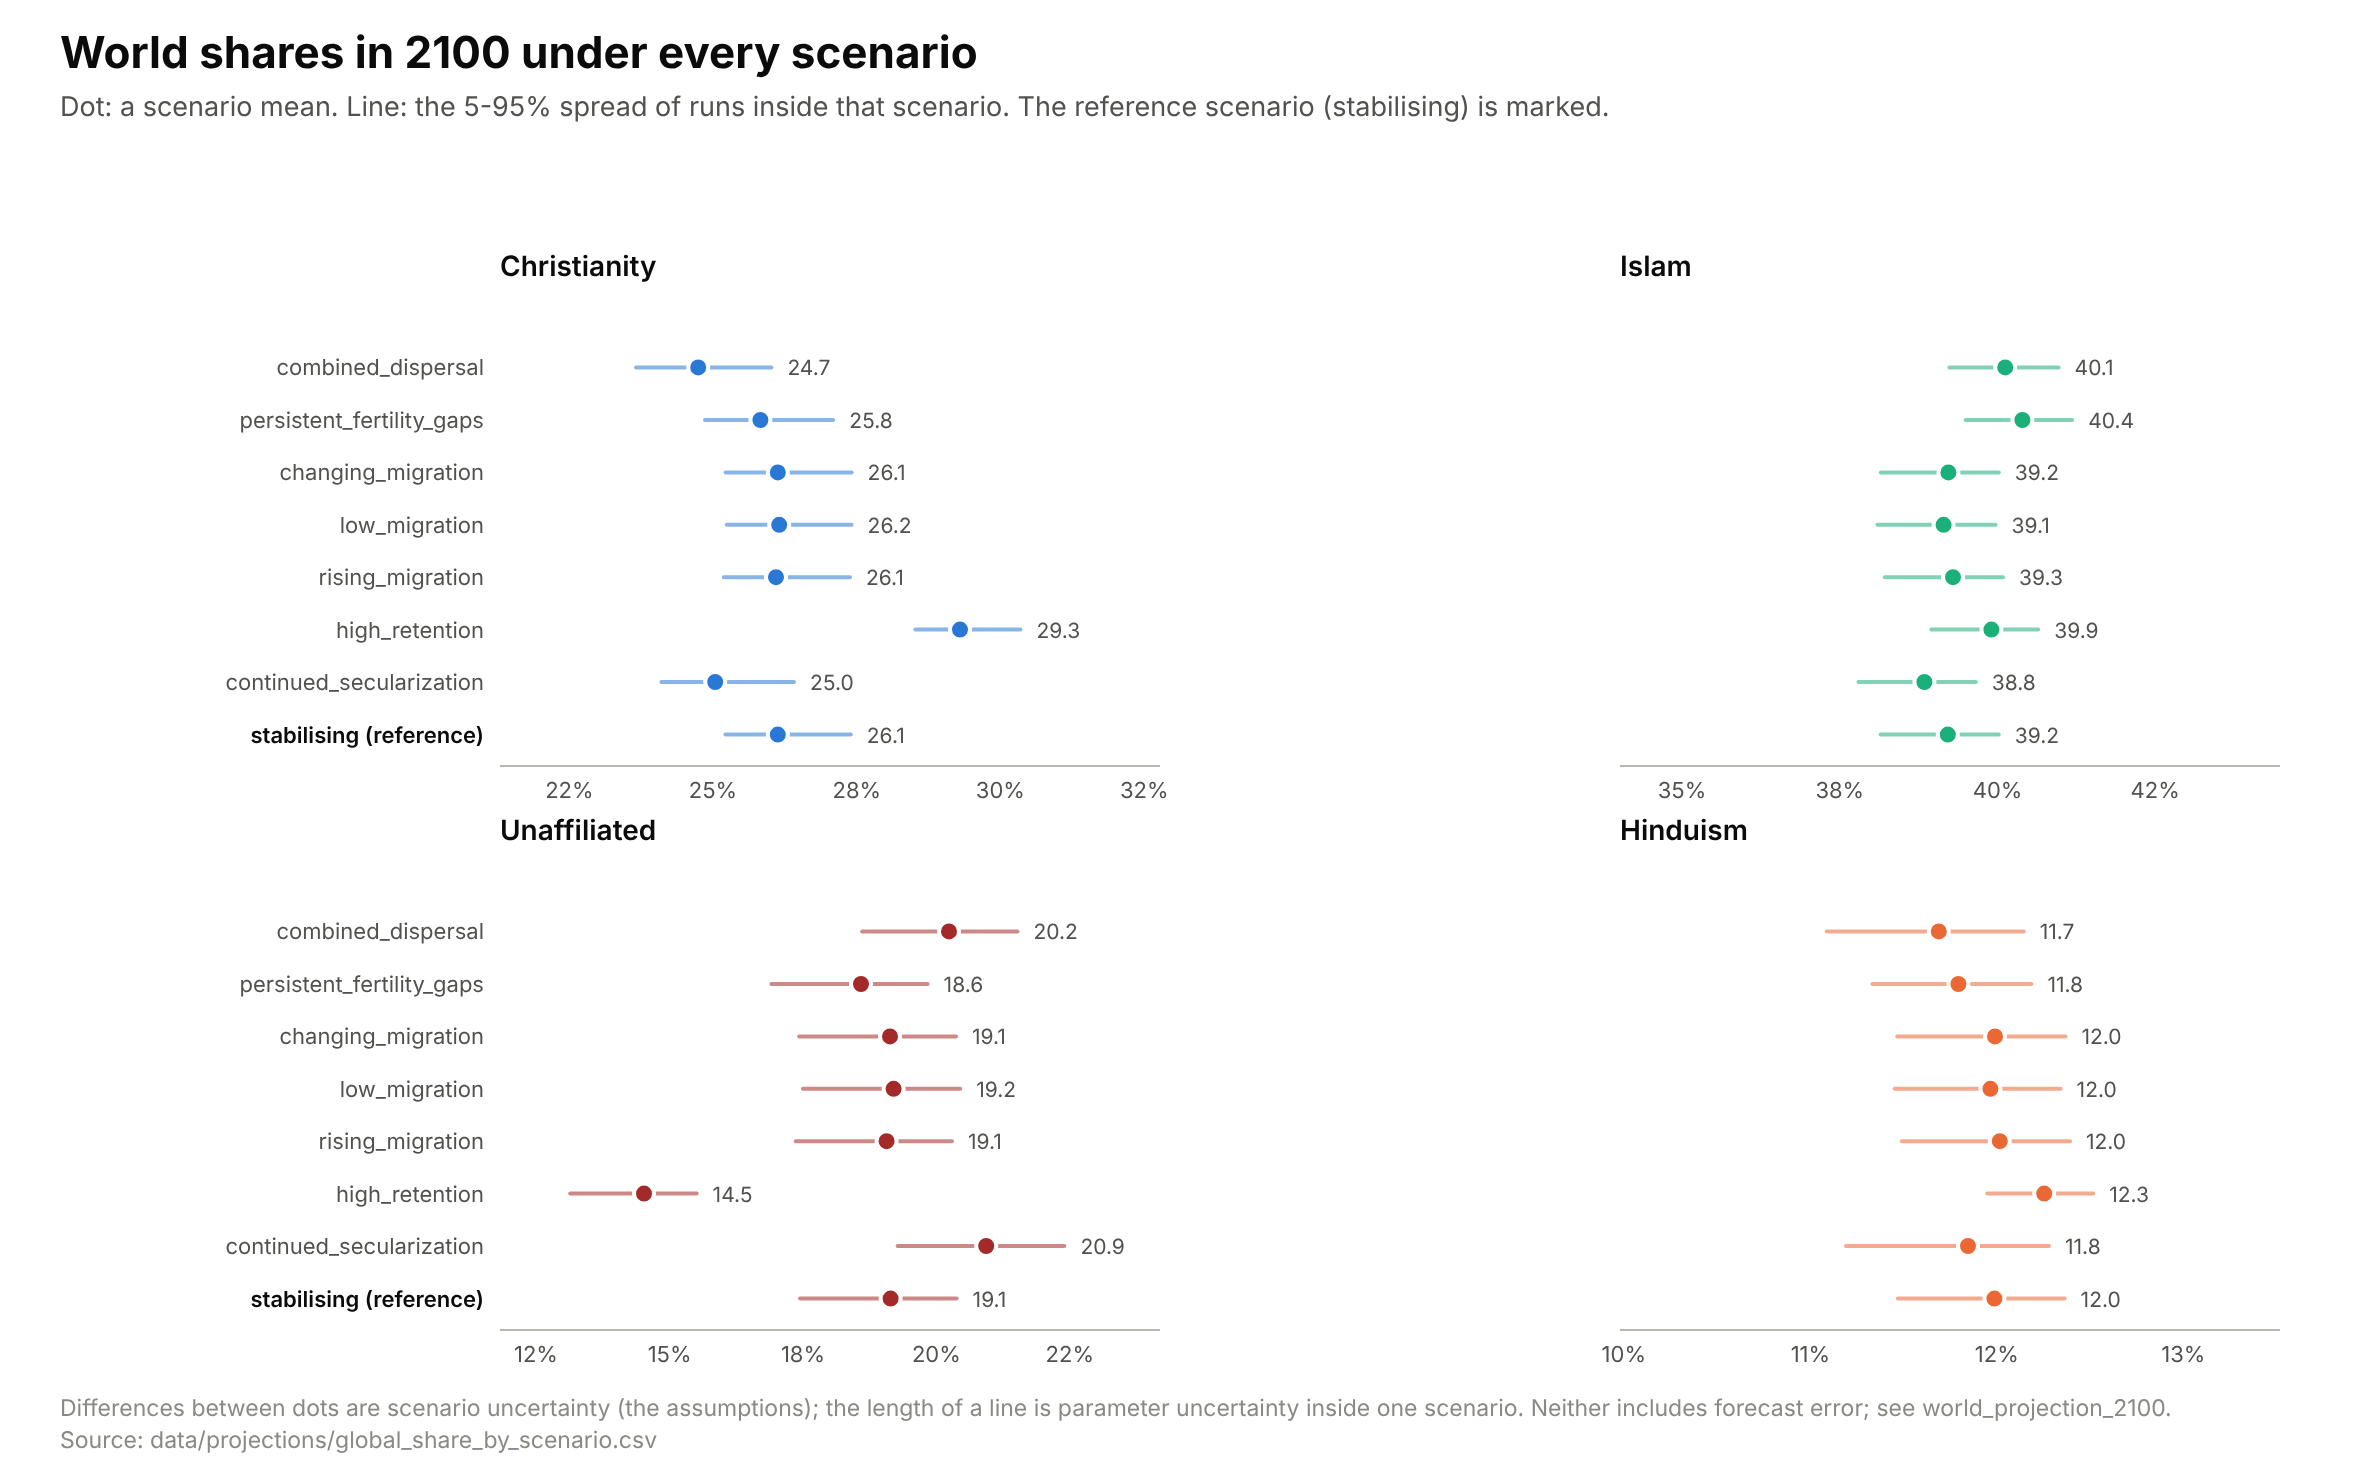 World shares in 2100 under every scenario
Dot: a scenario mean. Line: the 5-95% spread of runs inside that scenario. The reference scenario (stabilising) is marked.
Christianity
combined_dispersal 24.7
persistent_fertility_gaps 25.8
changing_migration 26.1
low_migration 26.2
rising_migration 26.1
high_retention 29.3
continued_secularization 25.0
stabilising (reference) 26.1
22% 25% 28% 30% 32%
Islam
40.1
40.4
39.2
39.1
39.3
39.9
38.8
39.2
35% 38% 40% 42%
Unaffiliated
combined_dispersal 20.2
persistent_fertility_gaps 18.6
changing_migration 19.1
low_migration 19.2
rising_migration 19.1
high_retention 14.5
continued_secularization 20.9
stabilising (reference) 19.1
12% 15% 18% 20% 22%
Hinduism
11.7
11.8
12.0
12.0
12.0
12.3
11.8
12.0
10% 11% 12% 13%
Differences between dots are scenario uncertainty (the assumptions); the length of a line is parameter uncertainty inside one scenario. Neither includes forecast error; see world_projection_2100.
Source: data/projections/global_share_by_scenario.csv